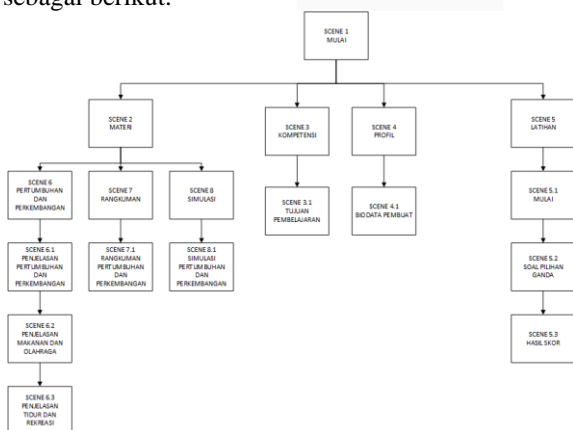 sebagai berikut.
SCENE 1
MULAI
SCENE 2
MATERI
SCENE 3
KOMPETENSI
SCENE 4
PROFIL
SCENE 5
LATIHAN
SCENE 6
PERTUMBUHAN
DAN
PERKEMBANGAN
SCENE 7
RANGKUMAN
SCENE 8
SIMULASI
SCENE 3.1
TUJUAN
PEMBELAJARAN
SCENE 4.1
BIODATA PEMBUAT
SCENE 5.1
MULAI
SCENE 6.1
PENJELASAN
PERTUMBUHAN
DAN
PERKEMBANGAN
SCENE 7.1
RANGKUMAN
PERTUMBUHAN
DAN
PERKEMBANGAN
SCENE 8.1
SIMULASI
PERTUMBUHAN
DAN
PERKEMBANGAN
SCENE 5.2
SOAL PILIHAN
GANDA
SCENE 6.2
PENJELASAN
MAKANAN DAN
OLAHRAGA
SCENE 5.3
HASIL SKOR
SCENE 6.3
PENJELASAN
TIDUR DAN
REKREASI